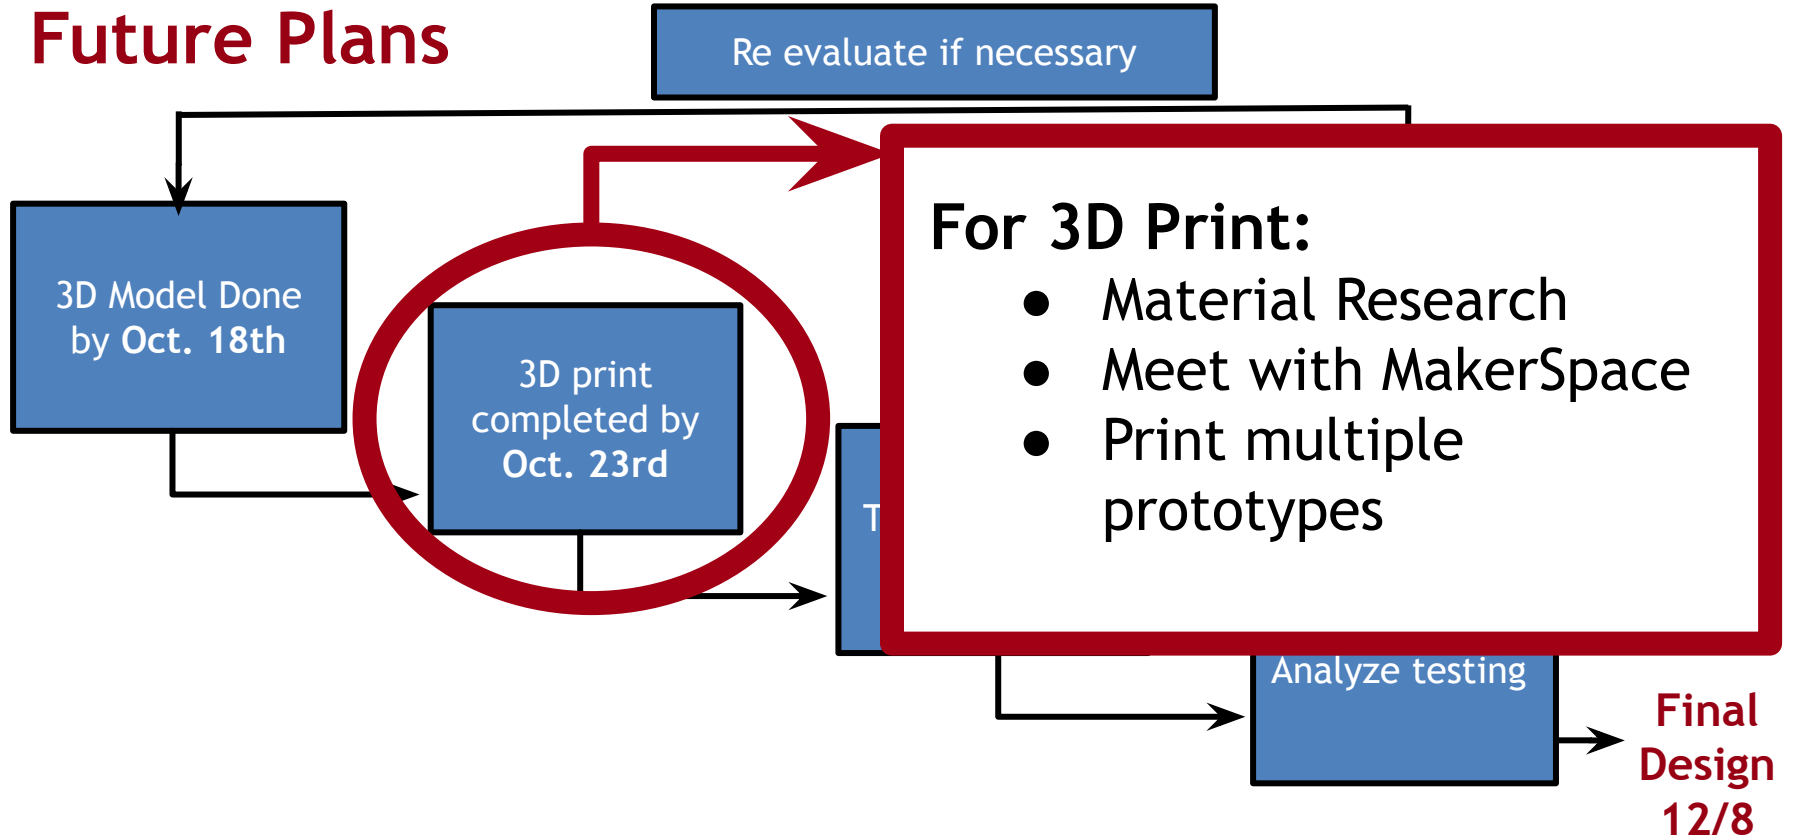 Future Plans
Re evaluate if necessary
3D Model Done
by Oct. 18th
3D print
completed by
Oct. 23rd
For 3D Print:
● Material Research
● Meet with MakerSpace
● Print multiple
prototypes
Analyze testing
Final
Design
12/8